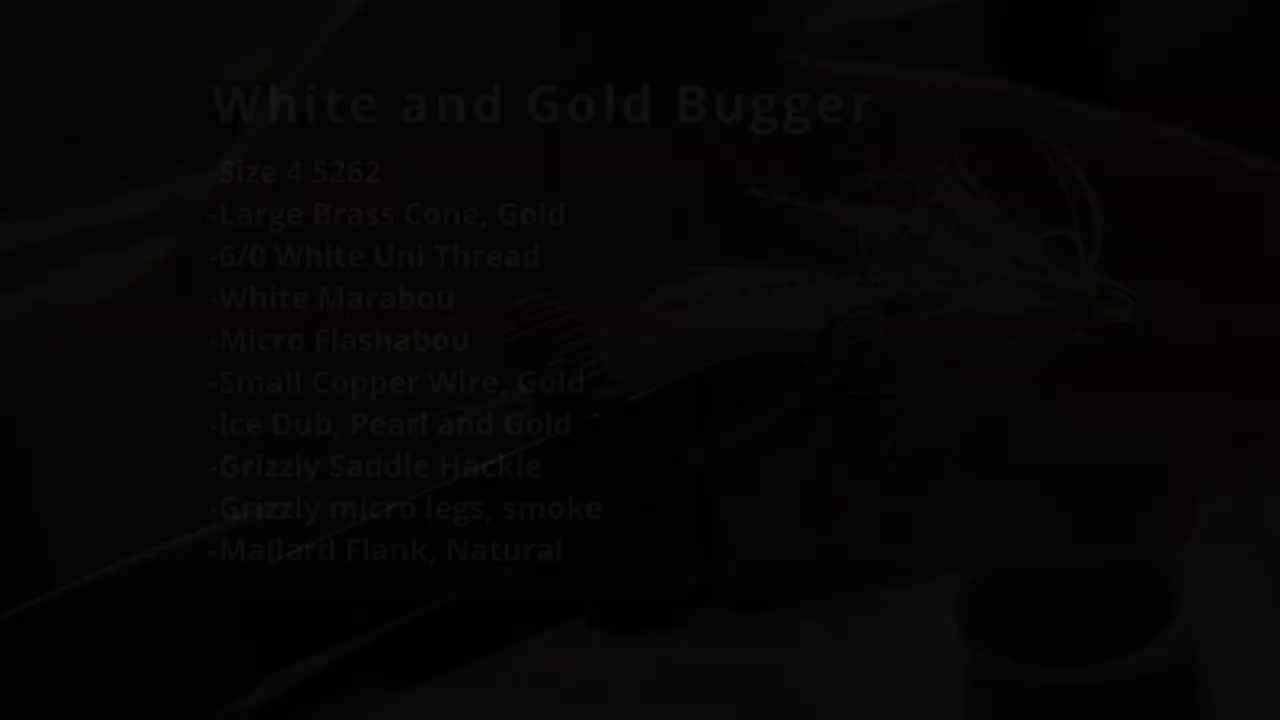 White and Gold Bugger
-Size 4 5262
-Large Brass Cone, Gold
-6/0 White Uni Thread
-White Marabou
-Micro Flashabou
-Small Copper Wire, Gold
-Ice Dub, Pearl and Gold
-Grizzly Saddle Hackle
-Grizzly micro legs, smoke
-Mallard Flank, Natural